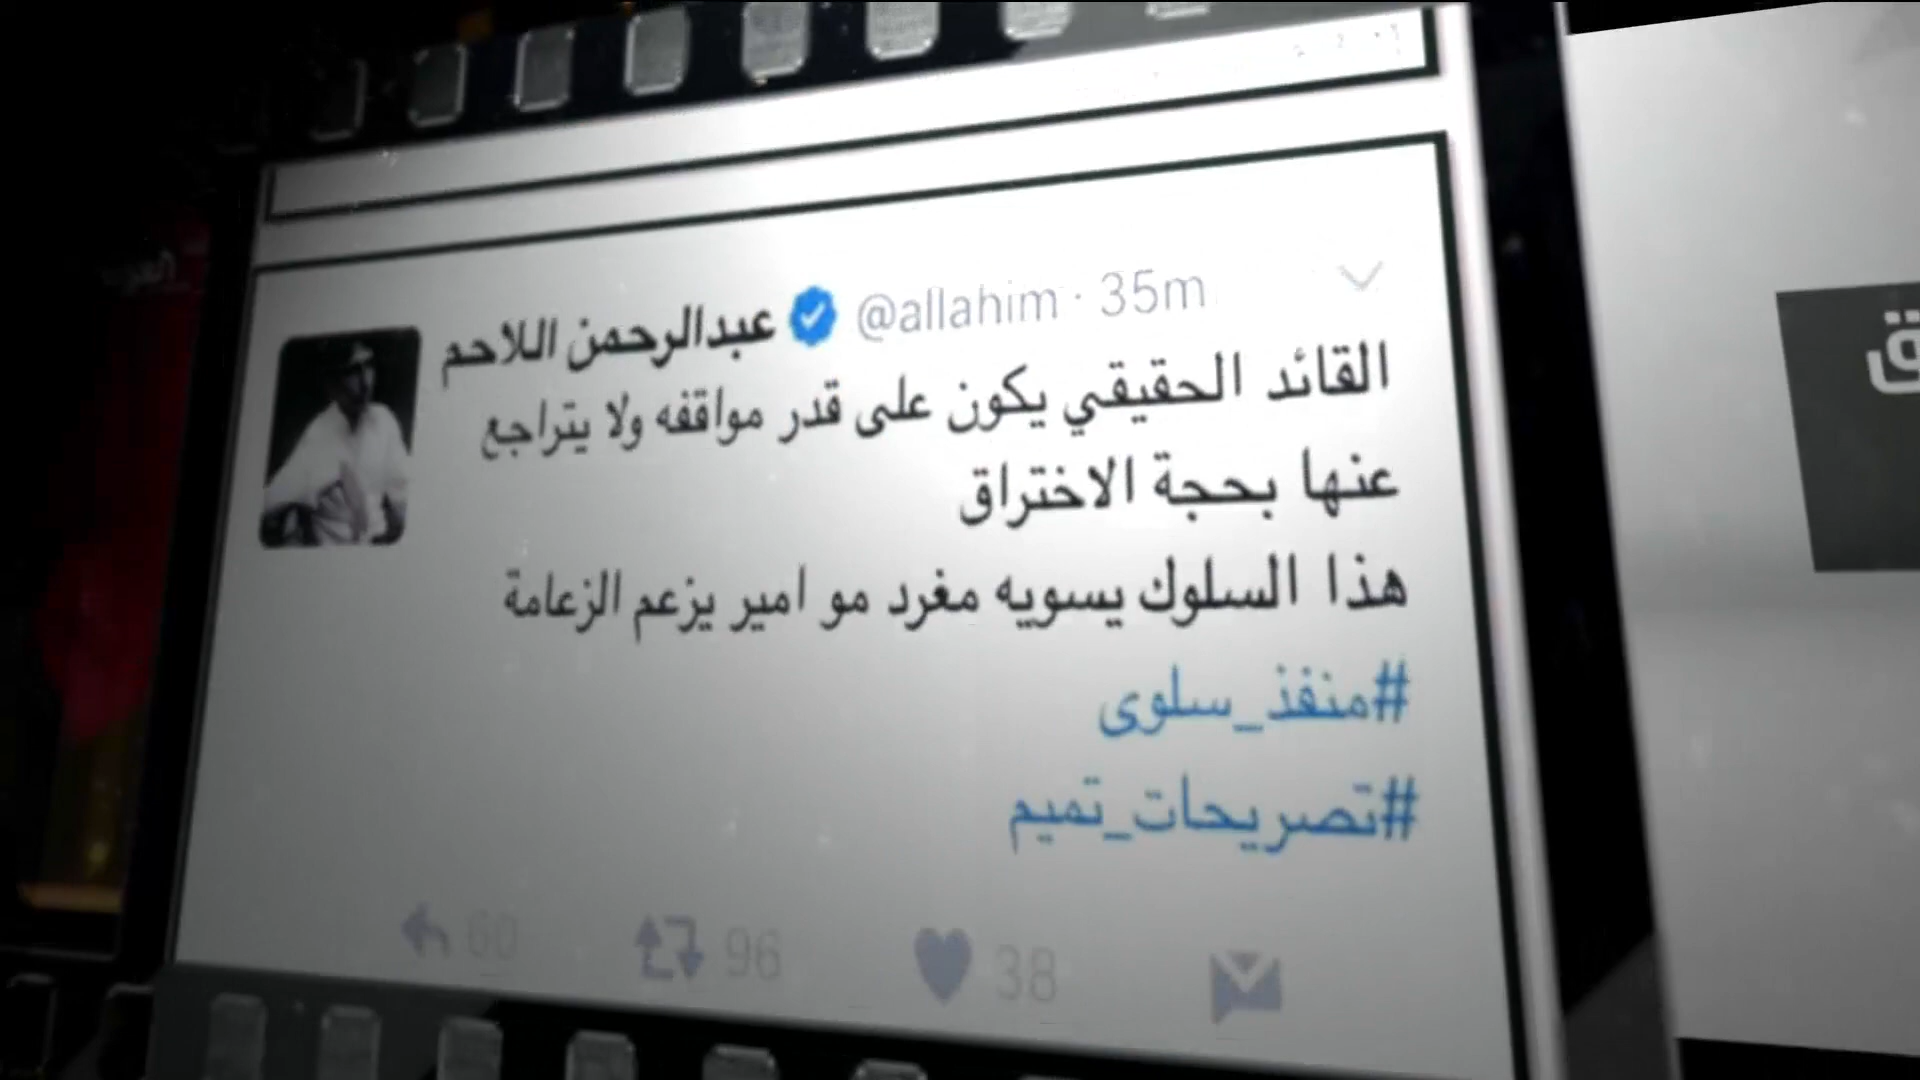 عبدالرحمن اللاحم @allahim · 35m
القائد الحقيقي يكون على قدر مواقفه ولا يتراجع
عنها بحجة الاختراق
هذا السلوك يسويه مغرد مو امير يزعم الزعامة
#منفذ_سلوى
#تصريحات_تميم
60 96 38